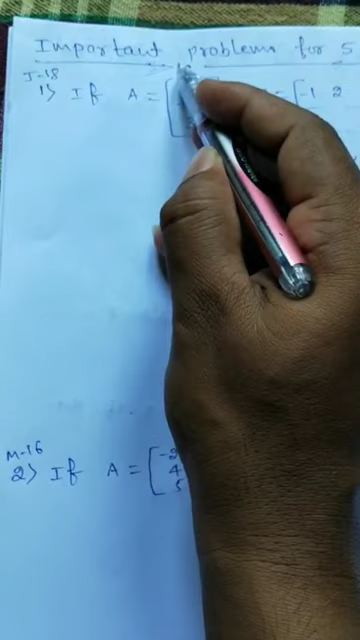 Important problems for 5
J-18
1> If A = [ = [-1 2
M-16
2> If A = [-2
4
5